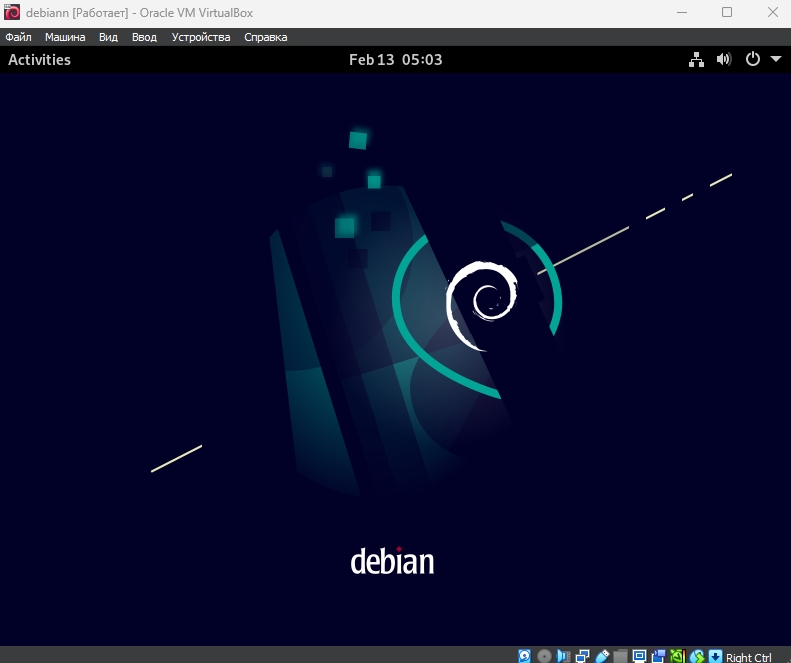 debiann [Работает] - Oracle VM VirtualBox
Файл Машина Вид Ввод Устройства Справка
Activities Feb 13 05:03
debian
Right Ctrl